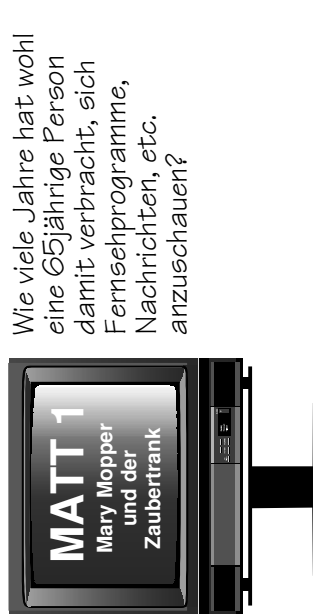 Wie viele Jahre hat wohl
eine 65jährige Person
damit verbracht, sich
Fernsehprogramme,
Nachrichten, etc.
anzuschauen?
MATT 1
Mary Mopper
und der
Zaubertrank